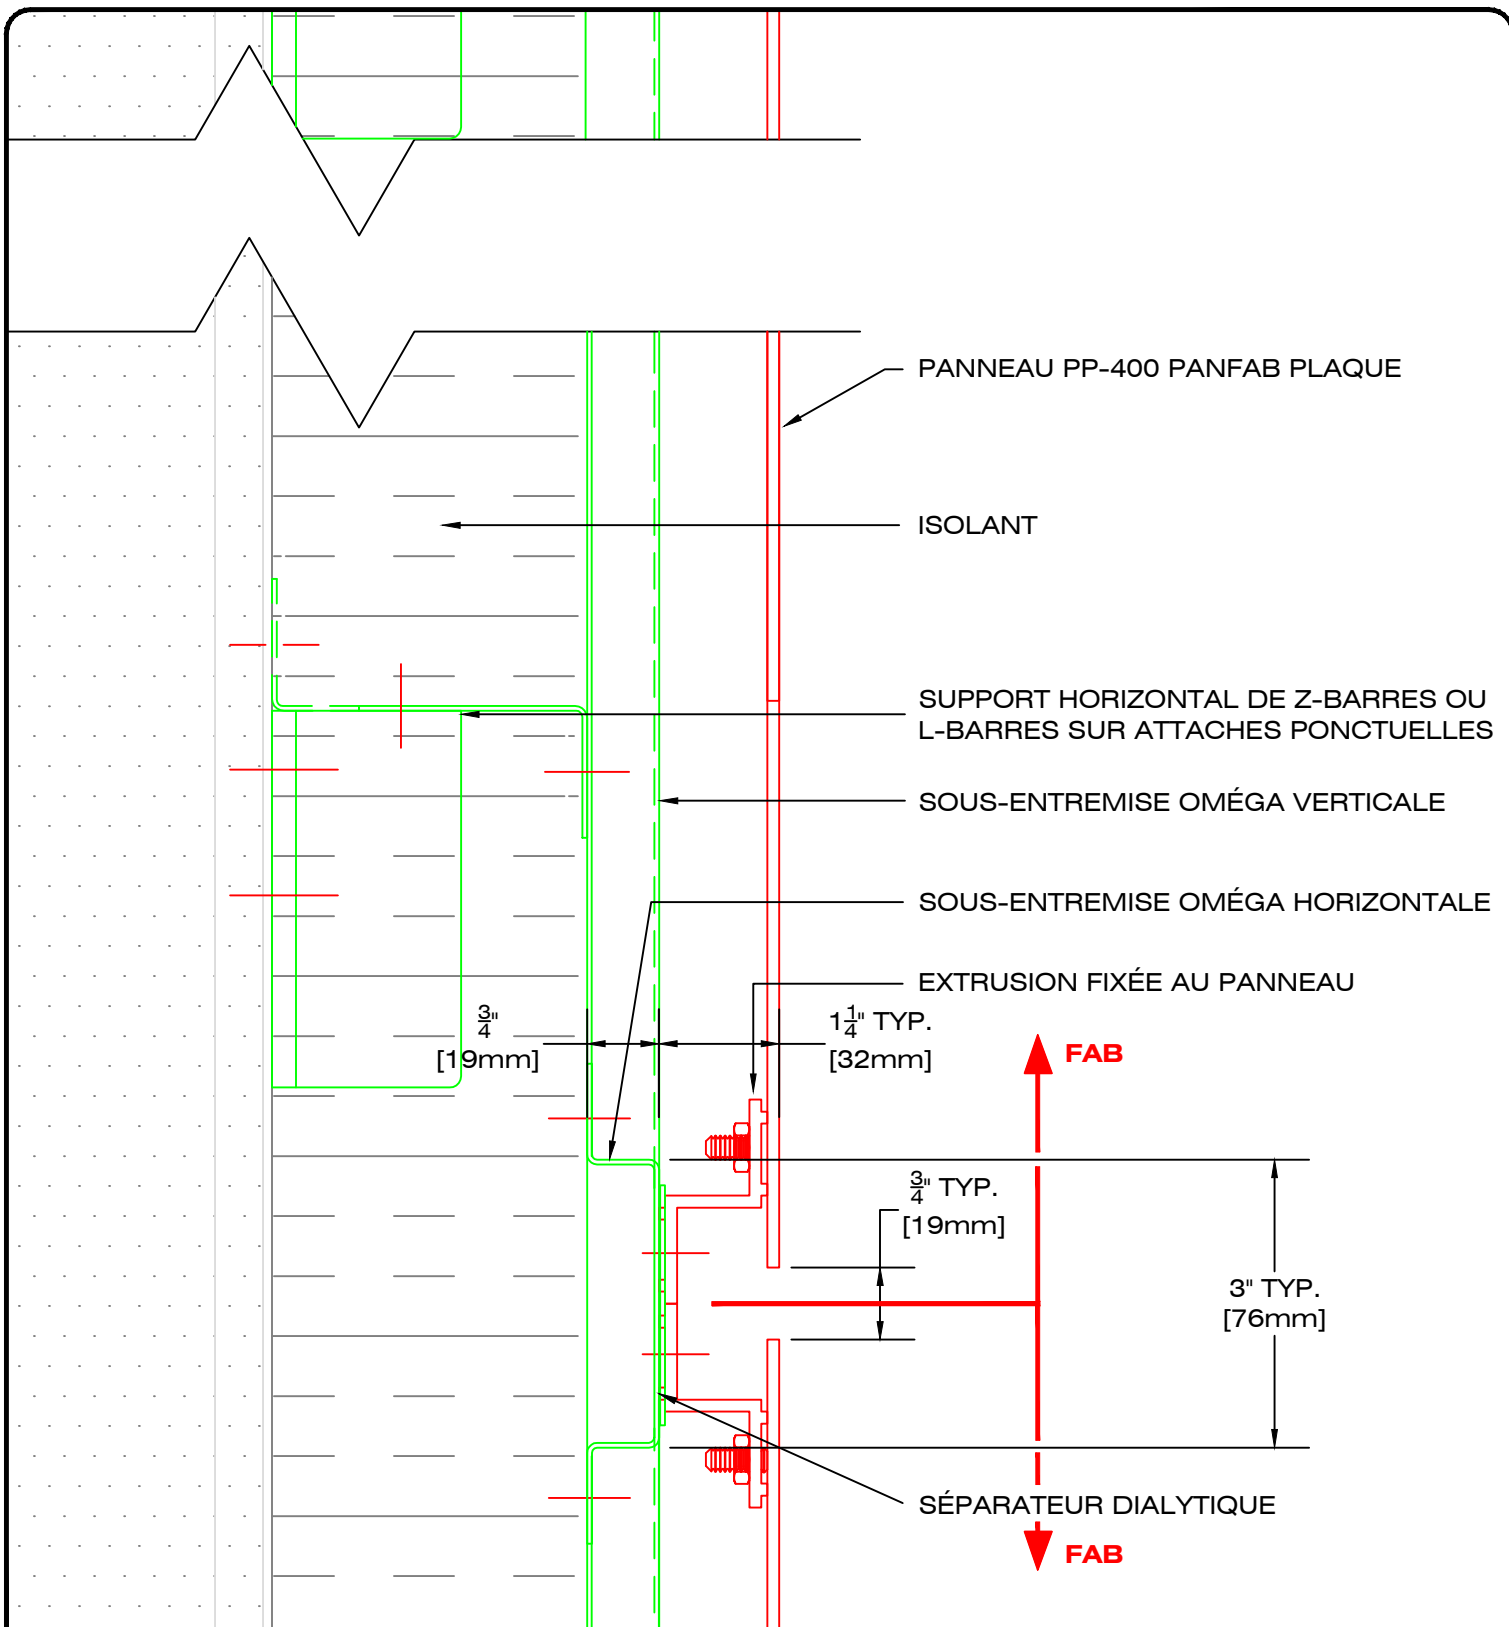 PANNEAU PP-400 PANFAB PLAQUE
ISOLANT
SUPPORT HORIZONTAL DE Z-BARRES OU
L-BARRES SUR ATTACHES PONCTUELLES
SOUS-ENTREMISE OMÉGA VERTICALE
SOUS-ENTREMISE OMÉGA HORIZONTALE
EXTRUSION FIXÉE AU PANNEAU
3/4"
[19mm]
1 1/4" TYP.
[32mm]
FAB
3/4" TYP.
[19mm]
3" TYP.
[76mm]
SÉPARATEUR DIALYTIQUE
FAB